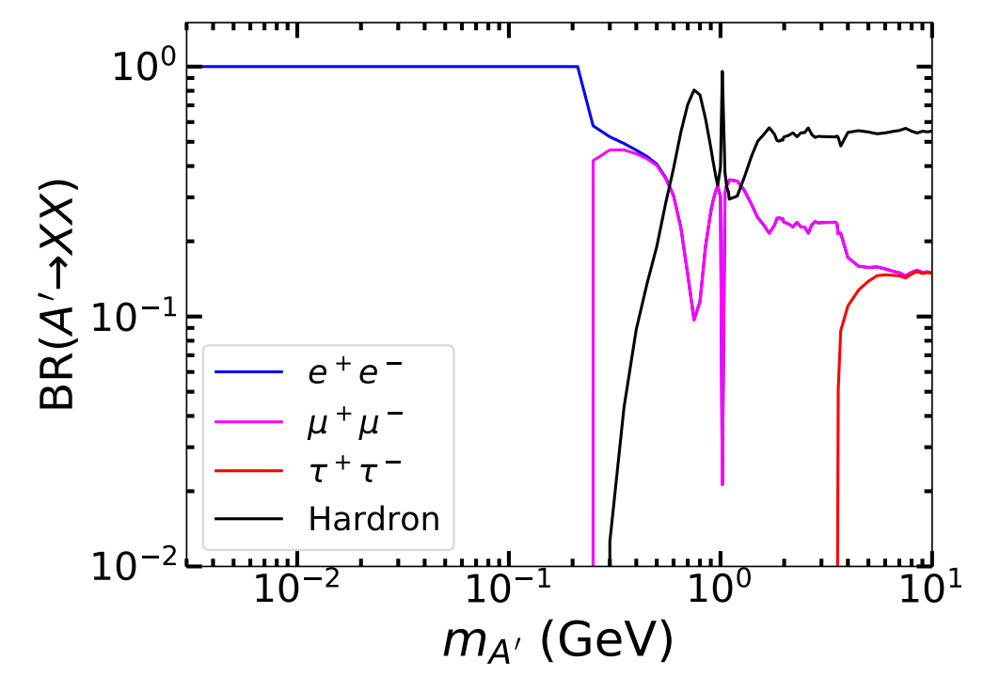 BR(A′→XX)
10⁰
10⁻¹
10⁻²
e⁺e⁻
μ⁺μ⁻
τ⁺τ⁻
Hardron
10⁻² 10⁻¹ 10⁰ 10¹
m_A′ (GeV)